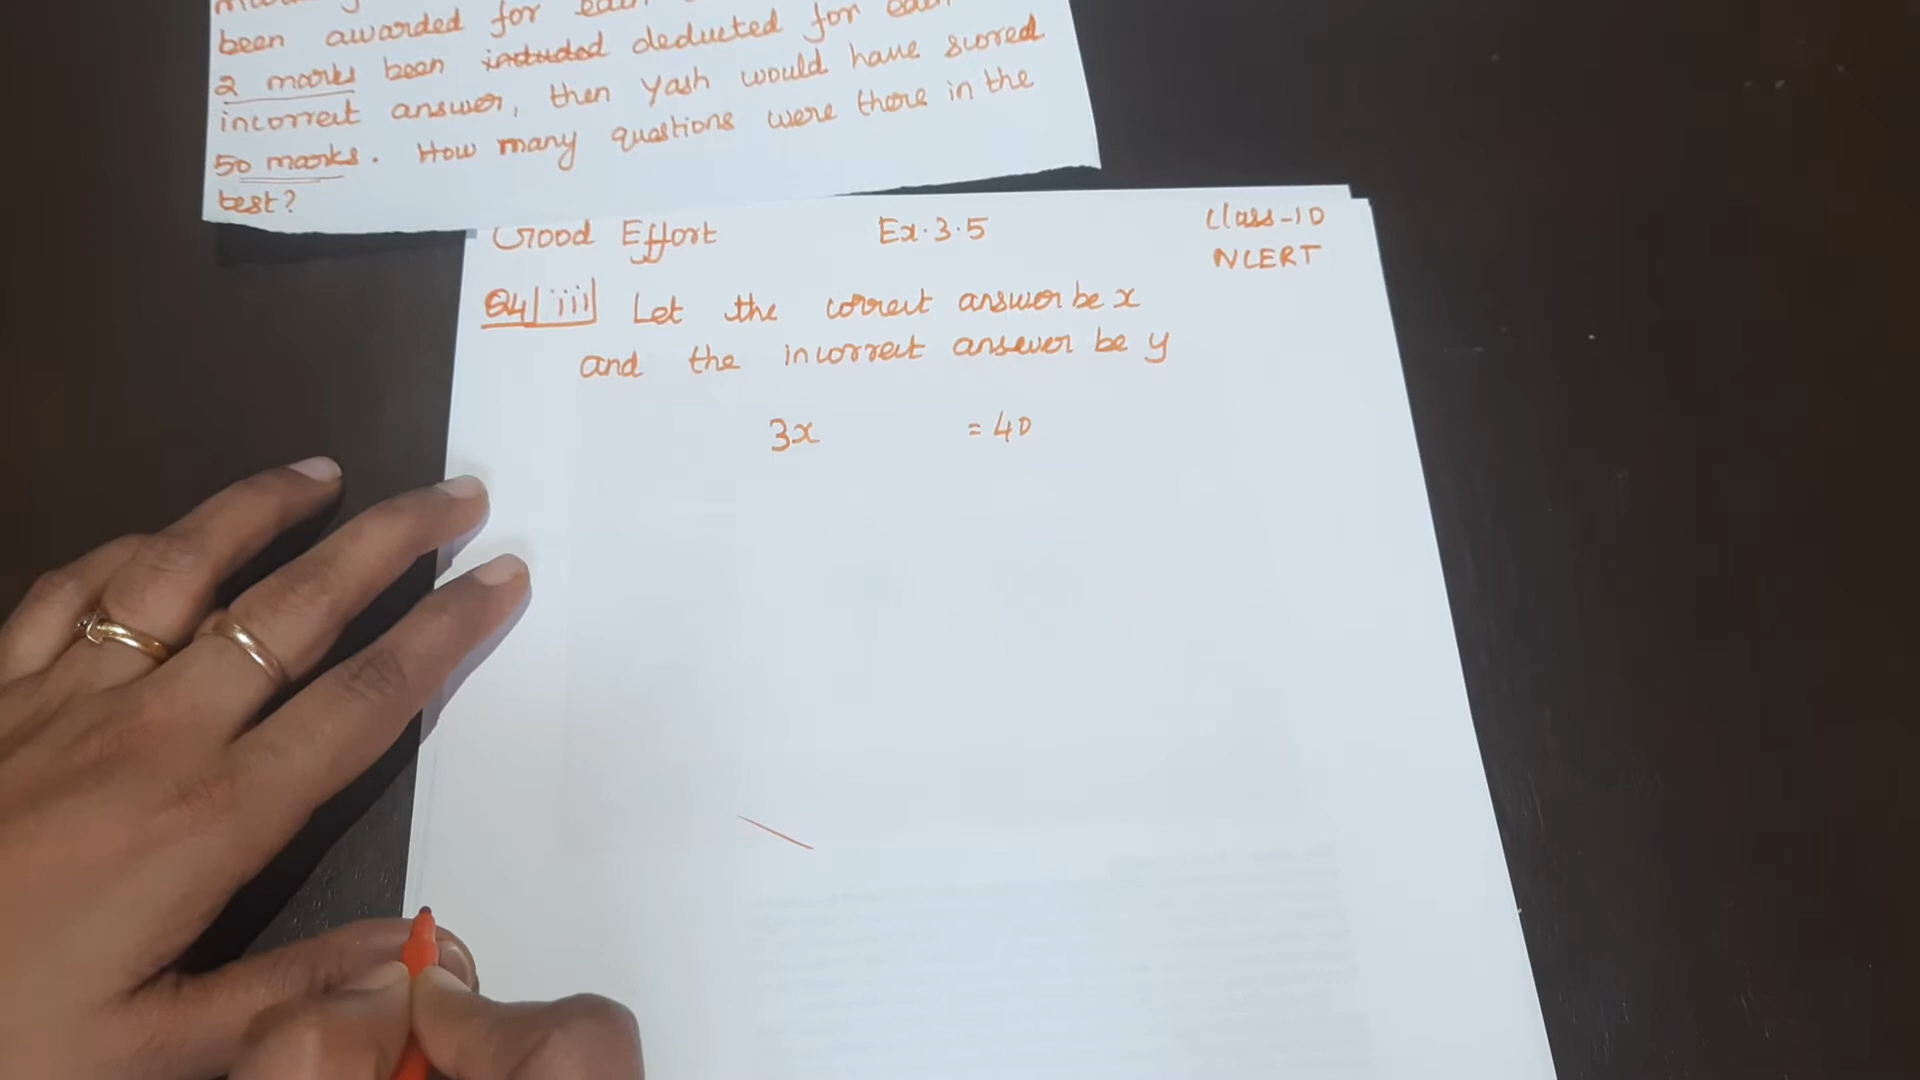 been awarded for each
2 marks been included deducted for each
incorrect answer, then Yash would have scored
50 marks. How many questions were there in the
test?
Good Effort Ex.3.5 Class-10
NCERT
Q4/iii) Let the correct answer be x
and the incorrect answer be y
3x = 40